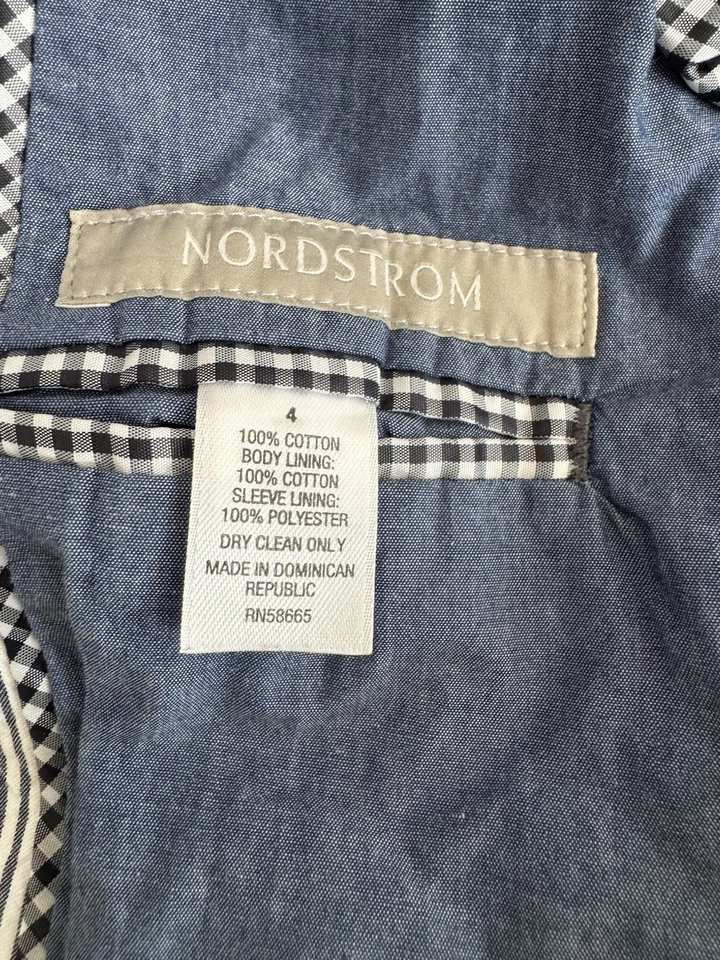 NORDSTROM
4
100% COTTON
BODY LINING:
100% COTTON
SLEEVE LINING:
100% POLYESTER
DRY CLEAN ONLY
MADE IN DOMINICAN
REPUBLIC
RN58665